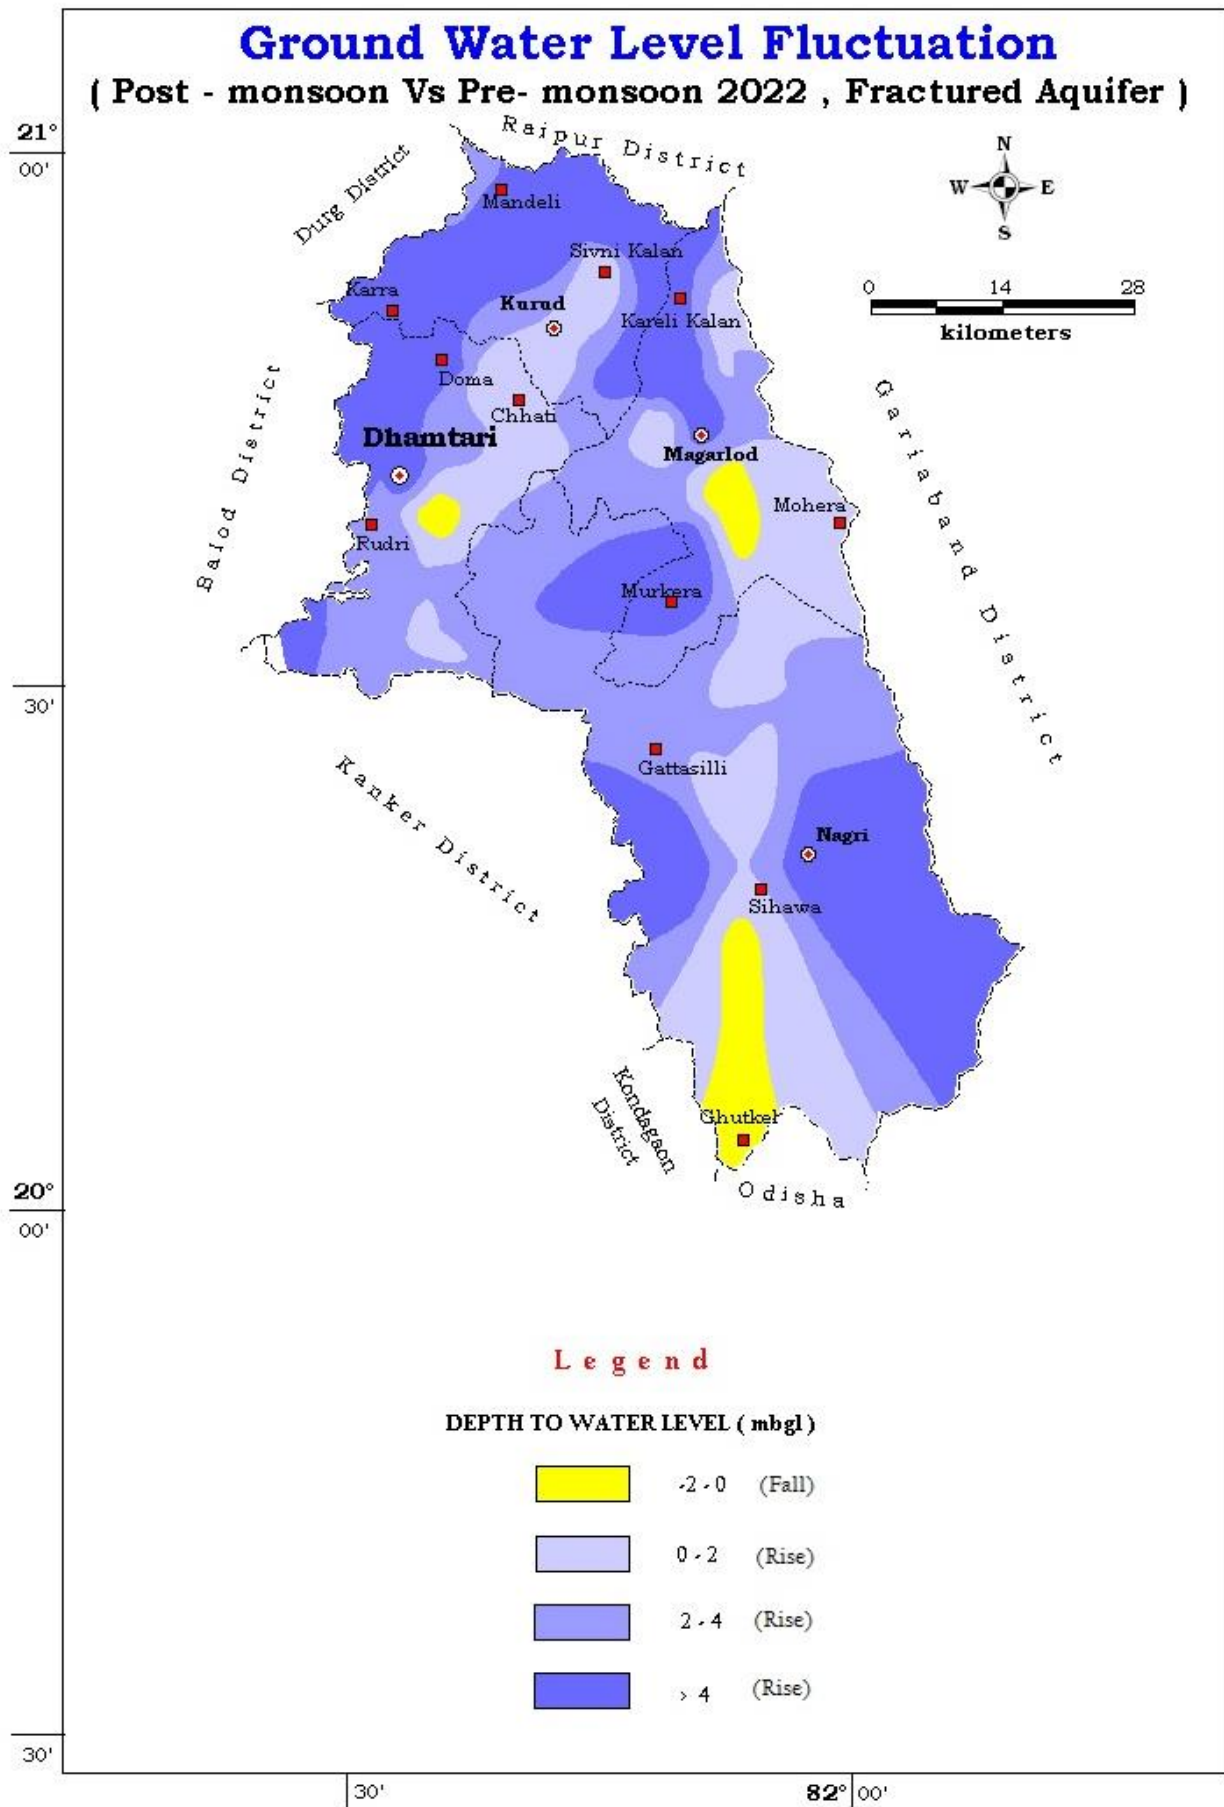 Ground Water Level Fluctuation
( Post - monsoon Vs Pre- monsoon 2022 , Fractured Aquifer )
21°
00'
Raipur District
Durg District
N
W E
S
Mandeli
Sivni Kalan
Karra
Kurud
Kareli Kalan
0 14 28
kilometers
Doma
Chhati
Balod District
Gariaband District
Dhamtari
Magarlod
Mohera
Rudri
Murkera
30'
Gattasilli
Kanker District
Nagri
Sihawa
Kondagaon
District
Ghutkel
Odisha
20°
00'
Legend
DEPTH TO WATER LEVEL ( mbgl )
-2 - 0 (Fall)
0 - 2 (Rise)
2 - 4 (Rise)
> 4 (Rise)
30'
30'
82° 00'